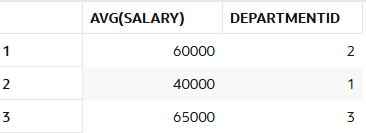 AVG(SALARY) DEPARTMENTID
1 60000 2
2 40000 1
3 65000 3